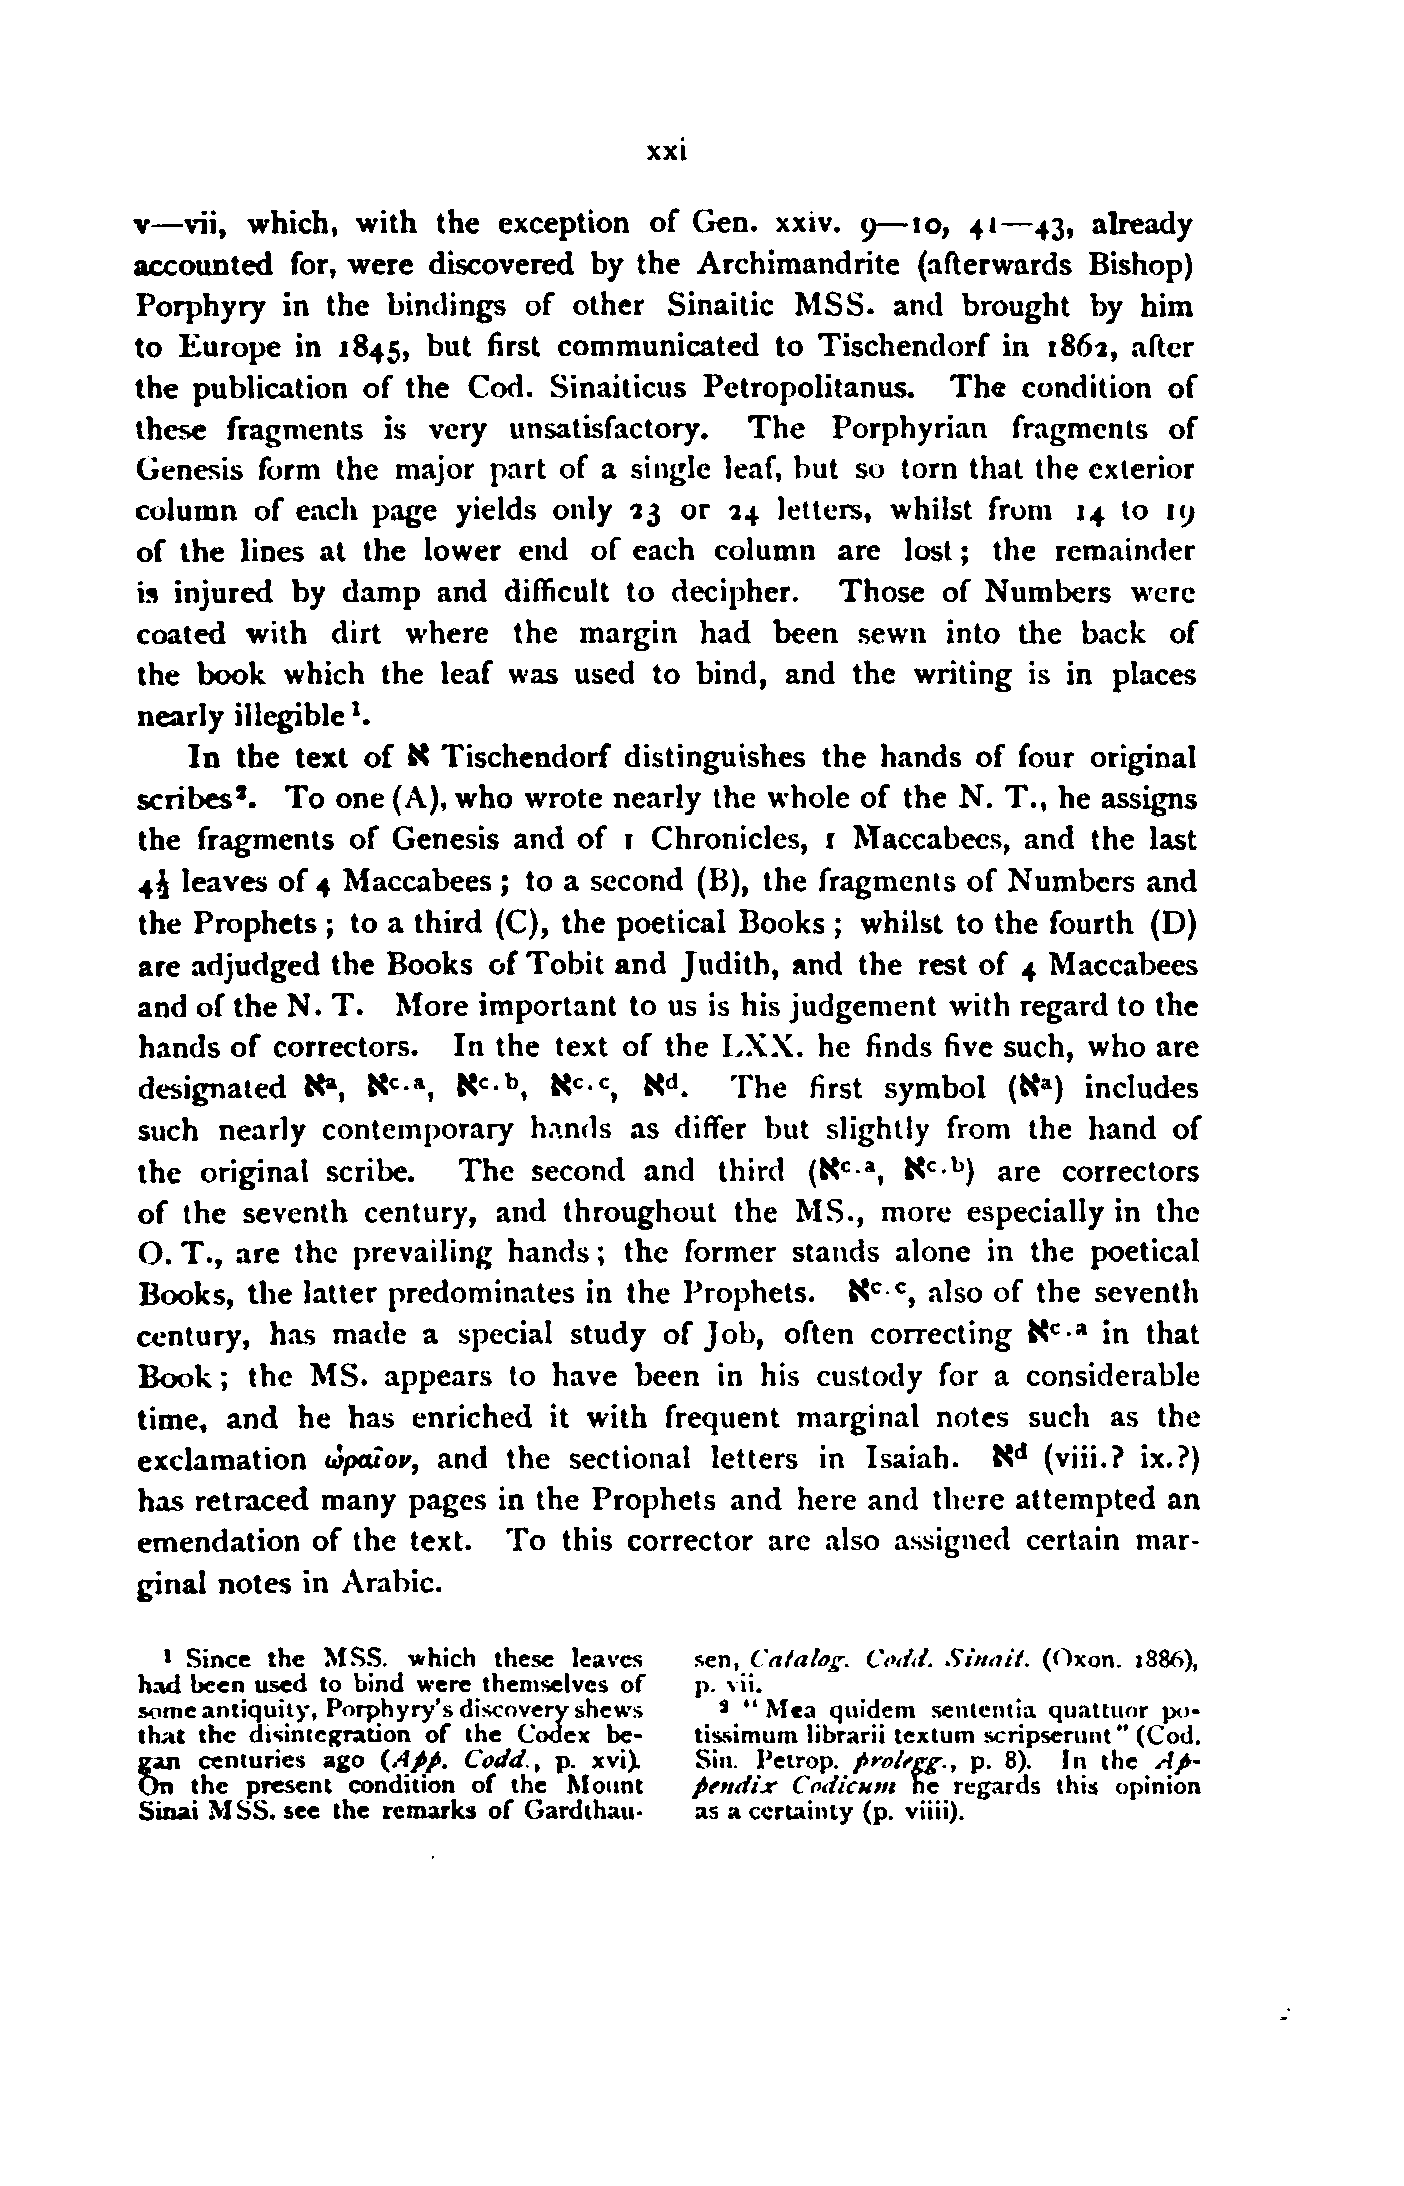 xxi
v—vii, which, with the exception of Gen. xxiv. 9—10, 41—43, already
accounted for, were discovered by the Archimandrite (afterwards Bishop)
Porphyry in the bindings of other Sinaitic MSS. and brought by him
to Europe in 1845, but first communicated to Tischendorf in 1862, after
the publication of the Cod. Sinaiticus Petropolitanus. The condition of
these fragments is very unsatisfactory. The Porphyrian fragments of
Genesis form the major part of a single leaf, but so torn that the exterior
column of each page yields only 23 or 24 letters, whilst from 14 to 19
of the lines at the lower end of each column are lost; the remainder
is injured by damp and difficult to decipher. Those of Numbers were
coated with dirt where the margin had been sewn into the back of
the book which the leaf was used to bind, and the writing is in places
nearly illegible¹.
In the text of א Tischendorf distinguishes the hands of four original
scribes². To one (A), who wrote nearly the whole of the N. T., he assigns
the fragments of Genesis and of 1 Chronicles, 1 Maccabees, and the last
4½ leaves of 4 Maccabees; to a second (B), the fragments of Numbers and
the Prophets; to a third (C), the poetical Books; whilst to the fourth (D)
are adjudged the Books of Tobit and Judith, and the rest of 4 Maccabees
and of the N. T. More important to us is his judgement with regard to the
hands of correctors. In the text of the LXX. he finds five such, who are
designated אᵃ, אᶜ·ᵃ, אᶜ·ᵇ, אᶜ·ᶜ, אᵈ. The first symbol (אᵃ) includes
such nearly contemporary hands as differ but slightly from the hand of
the original scribe. The second and third (אᶜ·ᵃ, אᶜ·ᵇ) are correctors
of the seventh century, and throughout the MS., more especially in the
O. T., are the prevailing hands; the former stands alone in the poetical
Books, the latter predominates in the Prophets. אᶜ·ᶜ, also of the seventh
century, has made a special study of Job, often correcting אᶜ·ᵃ in that
Book; the MS. appears to have been in his custody for a considerable
time, and he has enriched it with frequent marginal notes such as the
exclamation ὡραῖον, and the sectional letters in Isaiah. אᵈ (viii.? ix.?)
has retraced many pages in the Prophets and here and there attempted an
emendation of the text. To this corrector are also assigned certain mar-
ginal notes in Arabic.
¹ Since the MSS. which these leaves
had been used to bind were themselves of
some antiquity, Porphyry's discovery shews
that the disintegration of the Codex be-
gan centuries ago (App. Codd., p. xvi).
On the present condition of the Mount
Sinai MSS. see the remarks of Gardthau-
sen, Catalog. Codd. Sinait. (Oxon. 1886),
p. vii.
² "Mea quidem sententia quattuor po-
tissimum librarii textum scripserunt" (Cod.
Sin. Petrop. prolegg., p. 8). In the Ap-
pendix Codicum he regards this opinion
as a certainty (p. viiii).